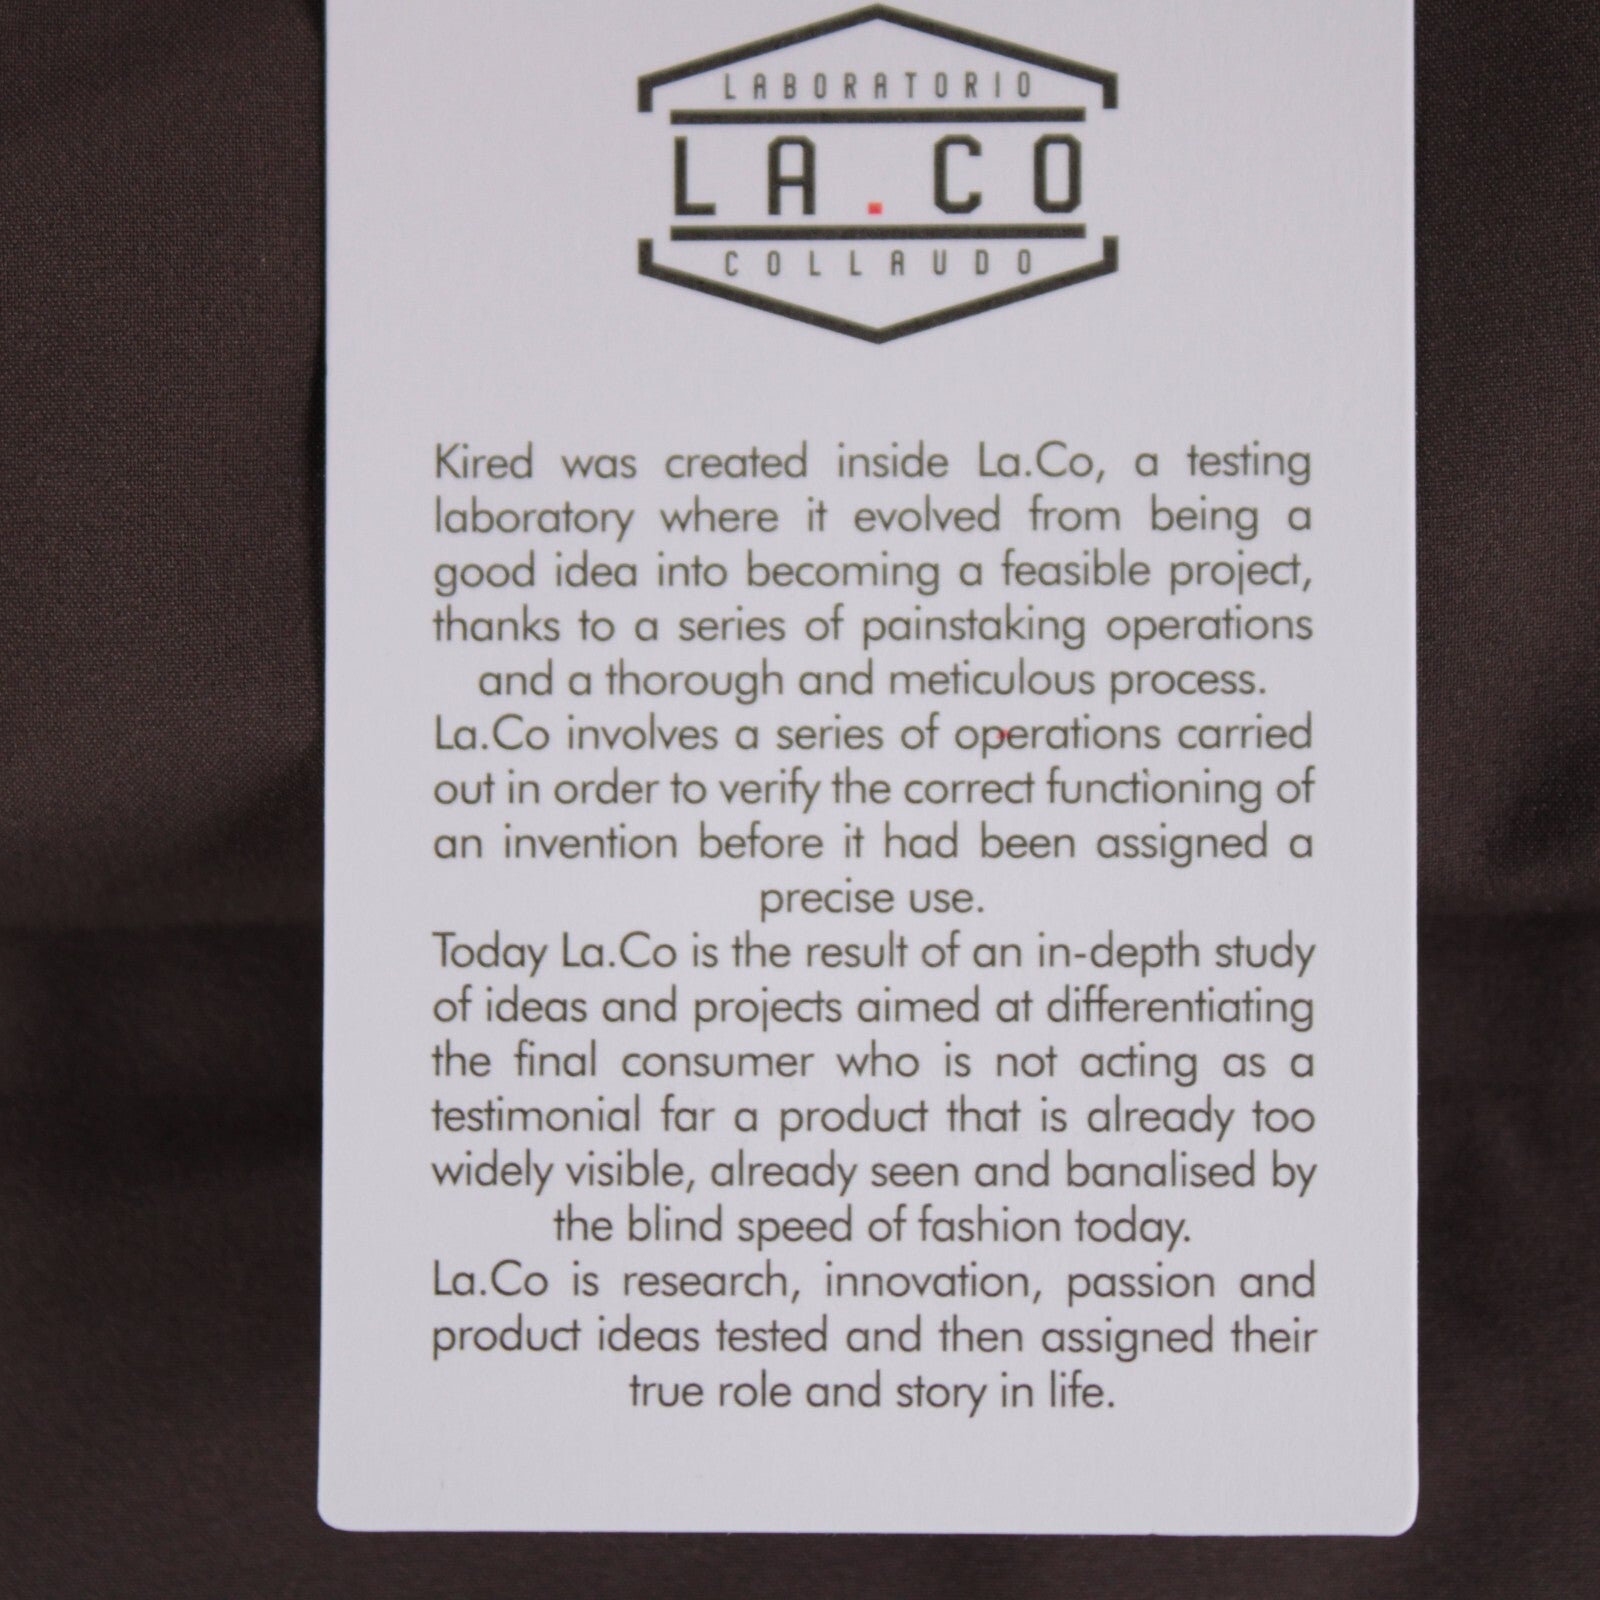 LABORATORIO
LA.CO
COLLAUDO
Kired was created inside La.Co, a testing
laboratory where it evolved from being a
good idea into becoming a feasible project,
thanks to a series of painstaking operations
and a thorough and meticulous process.
La.Co involves a series of operations carried
out in order to verify the correct functioning of
an invention before it had been assigned a
precise use.
Today La.Co is the result of an in-depth study
of ideas and projects aimed at differentiating
the final consumer who is not acting as a
testimonial far a product that is already too
widely visible, already seen and banalised by
the blind speed of fashion today.
La.Co is research, innovation, passion and
product ideas tested and then assigned their
true role and story in life.